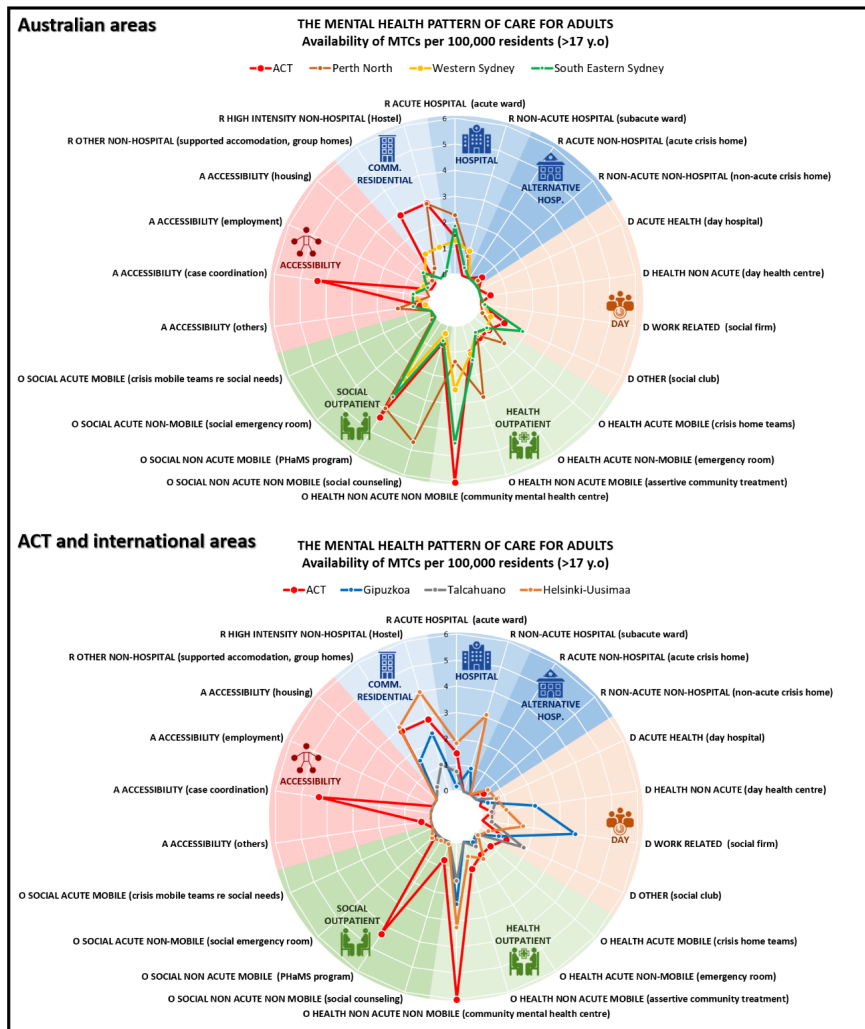 Australian areas
THE MENTAL HEALTH PATTERN OF CARE FOR ADULTS
Availability of MTCs per 100,000 residents (>17 y.o)
ACT
Perth North
Western Sydney
South Eastern Sydney
R ACUTE HOSPITAL (acute ward)
R HIGH INTENSITY NON-HOSPITAL (Hostel)
R NON-ACUTE HOSPITAL (subacute ward)
R OTHER NON-HOSPITAL (supported accomodation, group homes)
R ACUTE NON-HOSPITAL (acute crisis home)
A ACCESSIBILITY (housing)
R NON-ACUTE NON-HOSPITAL (non-acute crisis home)
A ACCESSIBILITY (employment)
D ACUTE HEALTH (day hospital)
A ACCESSIBILITY (case coordination)
D HEALTH NON ACUTE (day health centre)
A ACCESSIBILITY (others)
D WORK RELATED (social firm)
O SOCIAL ACUTE MOBILE (crisis mobile teams re social needs)
D OTHER (social club)
O SOCIAL ACUTE NON-MOBILE (social emergency room)
O HEALTH ACUTE MOBILE (crisis home teams)
O SOCIAL NON ACUTE MOBILE (PHaMS program)
O HEALTH ACUTE NON-MOBILE (emergency room)
O SOCIAL NON ACUTE NON MOBILE (social counseling)
O HEALTH NON ACUTE MOBILE (assertive community treatment)
O HEALTH NON ACUTE NON MOBILE (community mental health centre)
6
5
4
3
2
1
0
HOSPITAL
COMM.
RESIDENTIAL
ALTERNATIVE
HOSP.
ACCESSIBILITY
DAY
SOCIAL
OUTPATIENT
HEALTH
OUTPATIENT
ACT and international areas
THE MENTAL HEALTH PATTERN OF CARE FOR ADULTS
Availability of MTCs per 100,000 residents (>17 y.o)
ACT
Gipuzkoa
Talcahuano
Helsinki-Uusimaa
R ACUTE HOSPITAL (acute ward)
R HIGH INTENSITY NON-HOSPITAL (Hostel)
R NON-ACUTE HOSPITAL (subacute ward)
R OTHER NON-HOSPITAL (supported accomodation, group homes)
R ACUTE NON-HOSPITAL (acute crisis home)
A ACCESSIBILITY (housing)
R NON-ACUTE NON-HOSPITAL (non-acute crisis home)
A ACCESSIBILITY (employment)
D ACUTE HEALTH (day hospital)
A ACCESSIBILITY (case coordination)
D HEALTH NON ACUTE (day health centre)
A ACCESSIBILITY (others)
D WORK RELATED (social firm)
O SOCIAL ACUTE MOBILE (crisis mobile teams re social needs)
D OTHER (social club)
O SOCIAL ACUTE NON-MOBILE (social emergency room)
O HEALTH ACUTE MOBILE (crisis home teams)
O SOCIAL NON ACUTE MOBILE (PHaMS program)
O HEALTH ACUTE NON-MOBILE (emergency room)
O SOCIAL NON ACUTE NON MOBILE (social counseling)
O HEALTH NON ACUTE MOBILE (assertive community treatment)
O HEALTH NON ACUTE NON MOBILE (community mental health centre)
6
5
4
3
2
1
0
HOSPITAL
COMM.
RESIDENTIAL
ALTERNATIVE
HOSP.
ACCESSIBILITY
DAY
SOCIAL
OUTPATIENT
HEALTH
OUTPATIENT